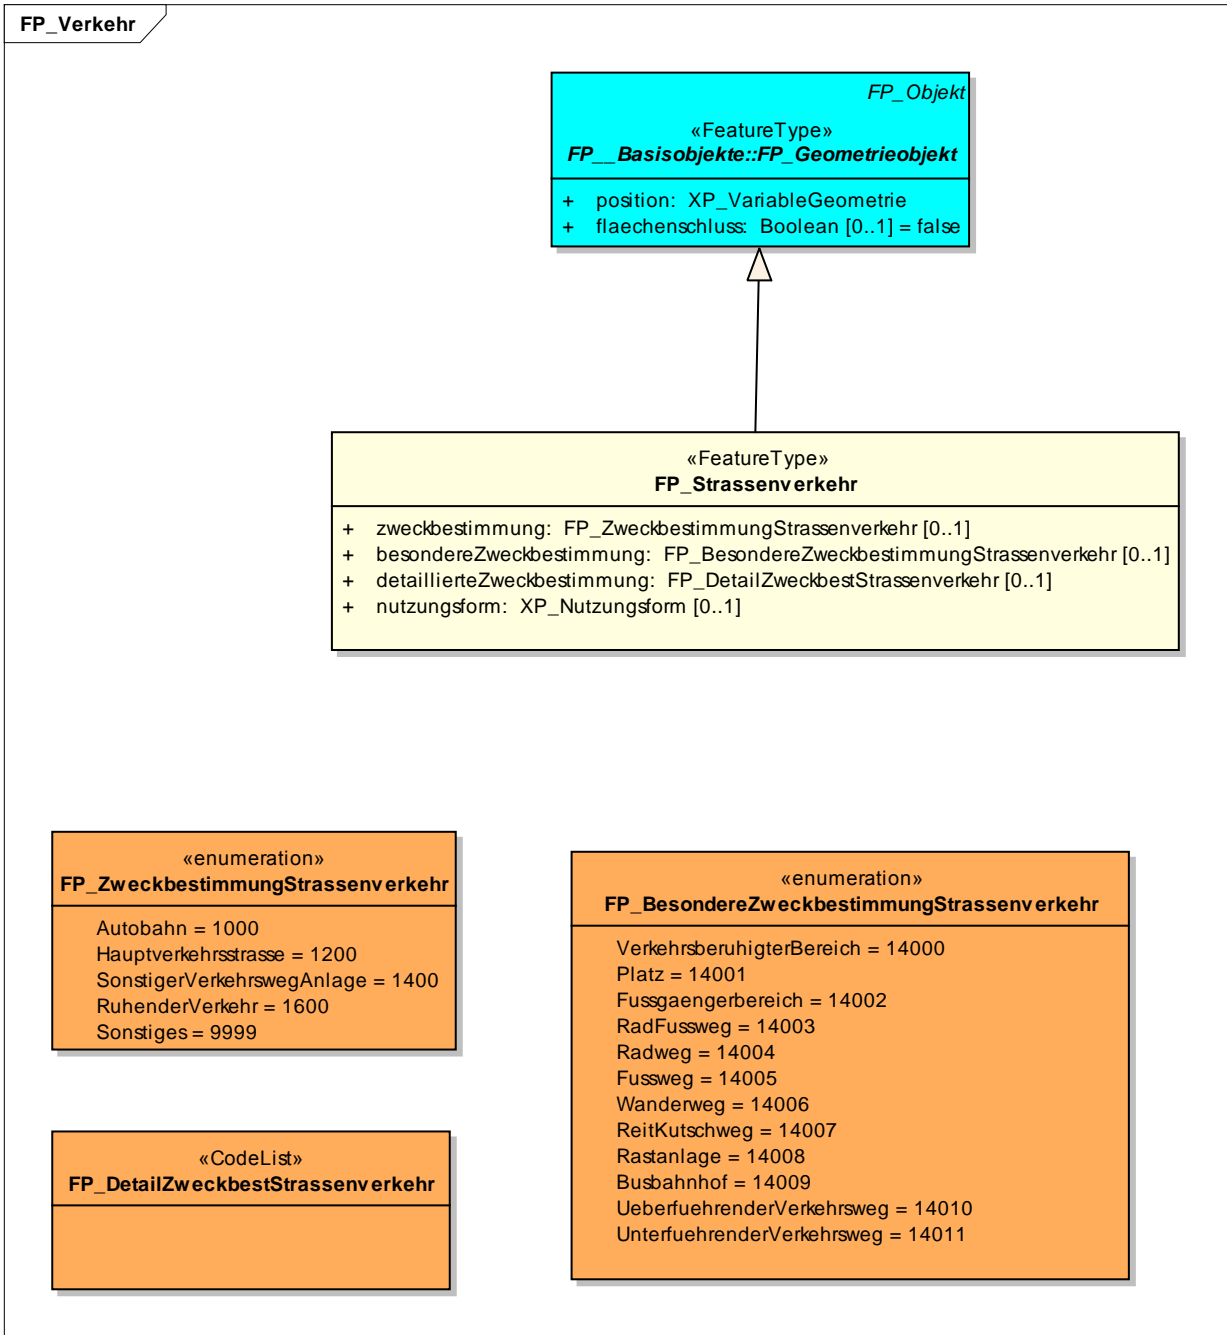 FP_Verkehr
FP_Objekt
«FeatureType»
FP__Basisobjekte::FP_Geometrieobjekt
+ position: XP_VariableGeometrie
+ flaechenschluss: Boolean [0..1] = false
«FeatureType»
FP_Strassenverkehr
+ zweckbestimmung: FP_ZweckbestimmungStrassenverkehr [0..1]
+ besondereZweckbestimmung: FP_BesondereZweckbestimmungStrassenverkehr [0..1]
+ detaillierteZweckbestimmung: FP_DetailZweckbestStrassenverkehr [0..1]
+ nutzungsform: XP_Nutzungsform [0..1]
«enumeration»
FP_ZweckbestimmungStrassenverkehr
Autobahn = 1000
Hauptverkehrsstrasse = 1200
SonstigerVerkehrswegAnlage = 1400
RuhenderVerkehr = 1600
Sonstiges = 9999
«enumeration»
FP_BesondereZweckbestimmungStrassenverkehr
VerkehrsberuhigterBereich = 14000
Platz = 14001
Fussgaengerbereich = 14002
RadFussweg = 14003
Radweg = 14004
Fussweg = 14005
Wanderweg = 14006
ReitKutschweg = 14007
Rastanlage = 14008
Busbahnhof = 14009
UeberfuehrenderVerkehrsweg = 14010
UnterfuehrenderVerkehrsweg = 14011
«CodeList»
FP_DetailZweckbestStrassenverkehr